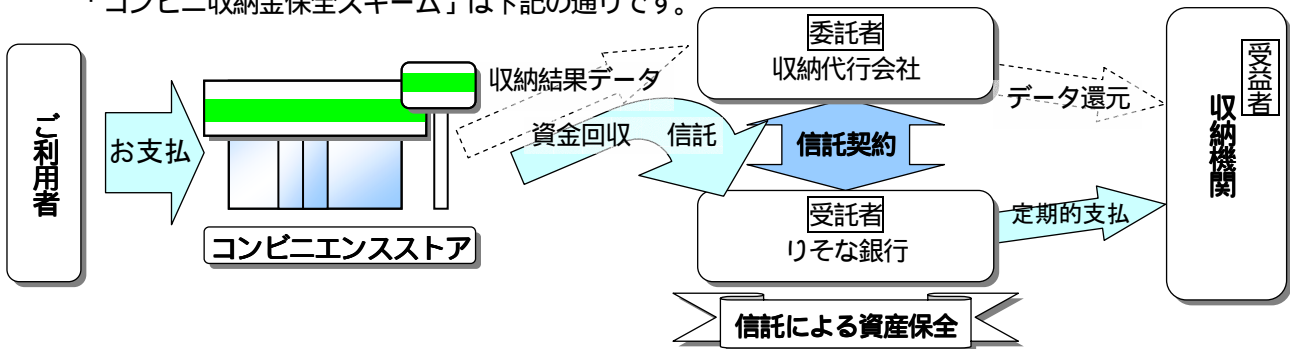 「コンビニ収納金保全スキーム」は下記の通りです。
ご利用者
お支払
コンビニエンスストア
収納結果データ
資金回収　信託
委託者
収納代行会社
信託契約
受託者
りそな銀行
信託による資産保全
データ還元
定期的支払
受益者
収納機関